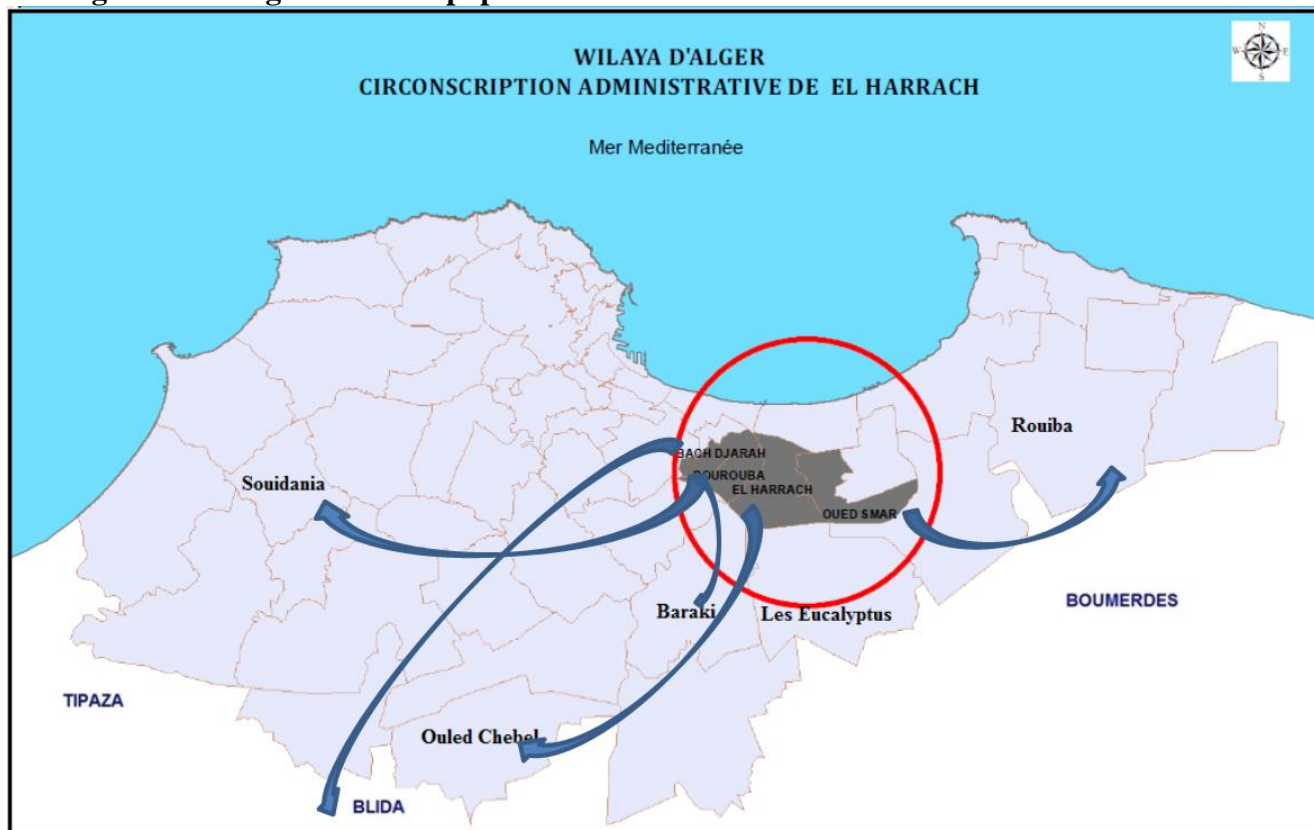 WILAYA D'ALGER
CIRCONSCRIPTION ADMINISTRATIVE DE EL HARRACH
N
W E
S
Mer Mediterranée
Rouiba
BACH DJARAH
BOUROUBA
Souidania
EL HARRACH
OUED SMAR
BOUMERDES
Baraki
Les Eucalyptus
TIPAZA
Ouled Chebel
BLIDA